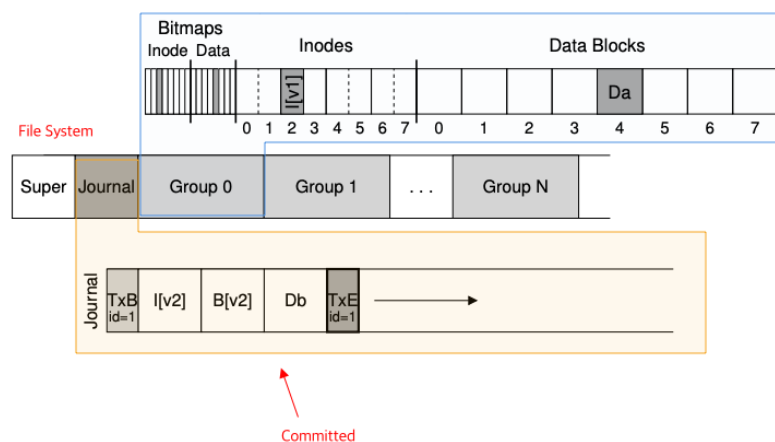 Bitmaps
Inode Data
Inodes
Data Blocks
I[v1]
Da
0 1 2 3 4 5 6 7
0 1 2 3 4 5 6 7
File System
Super
Journal
Group 0
Group 1
. . .
Group N
Journal
TxB
id=1
I[v2]
B[v2]
Db
TxE
id=1
Committed